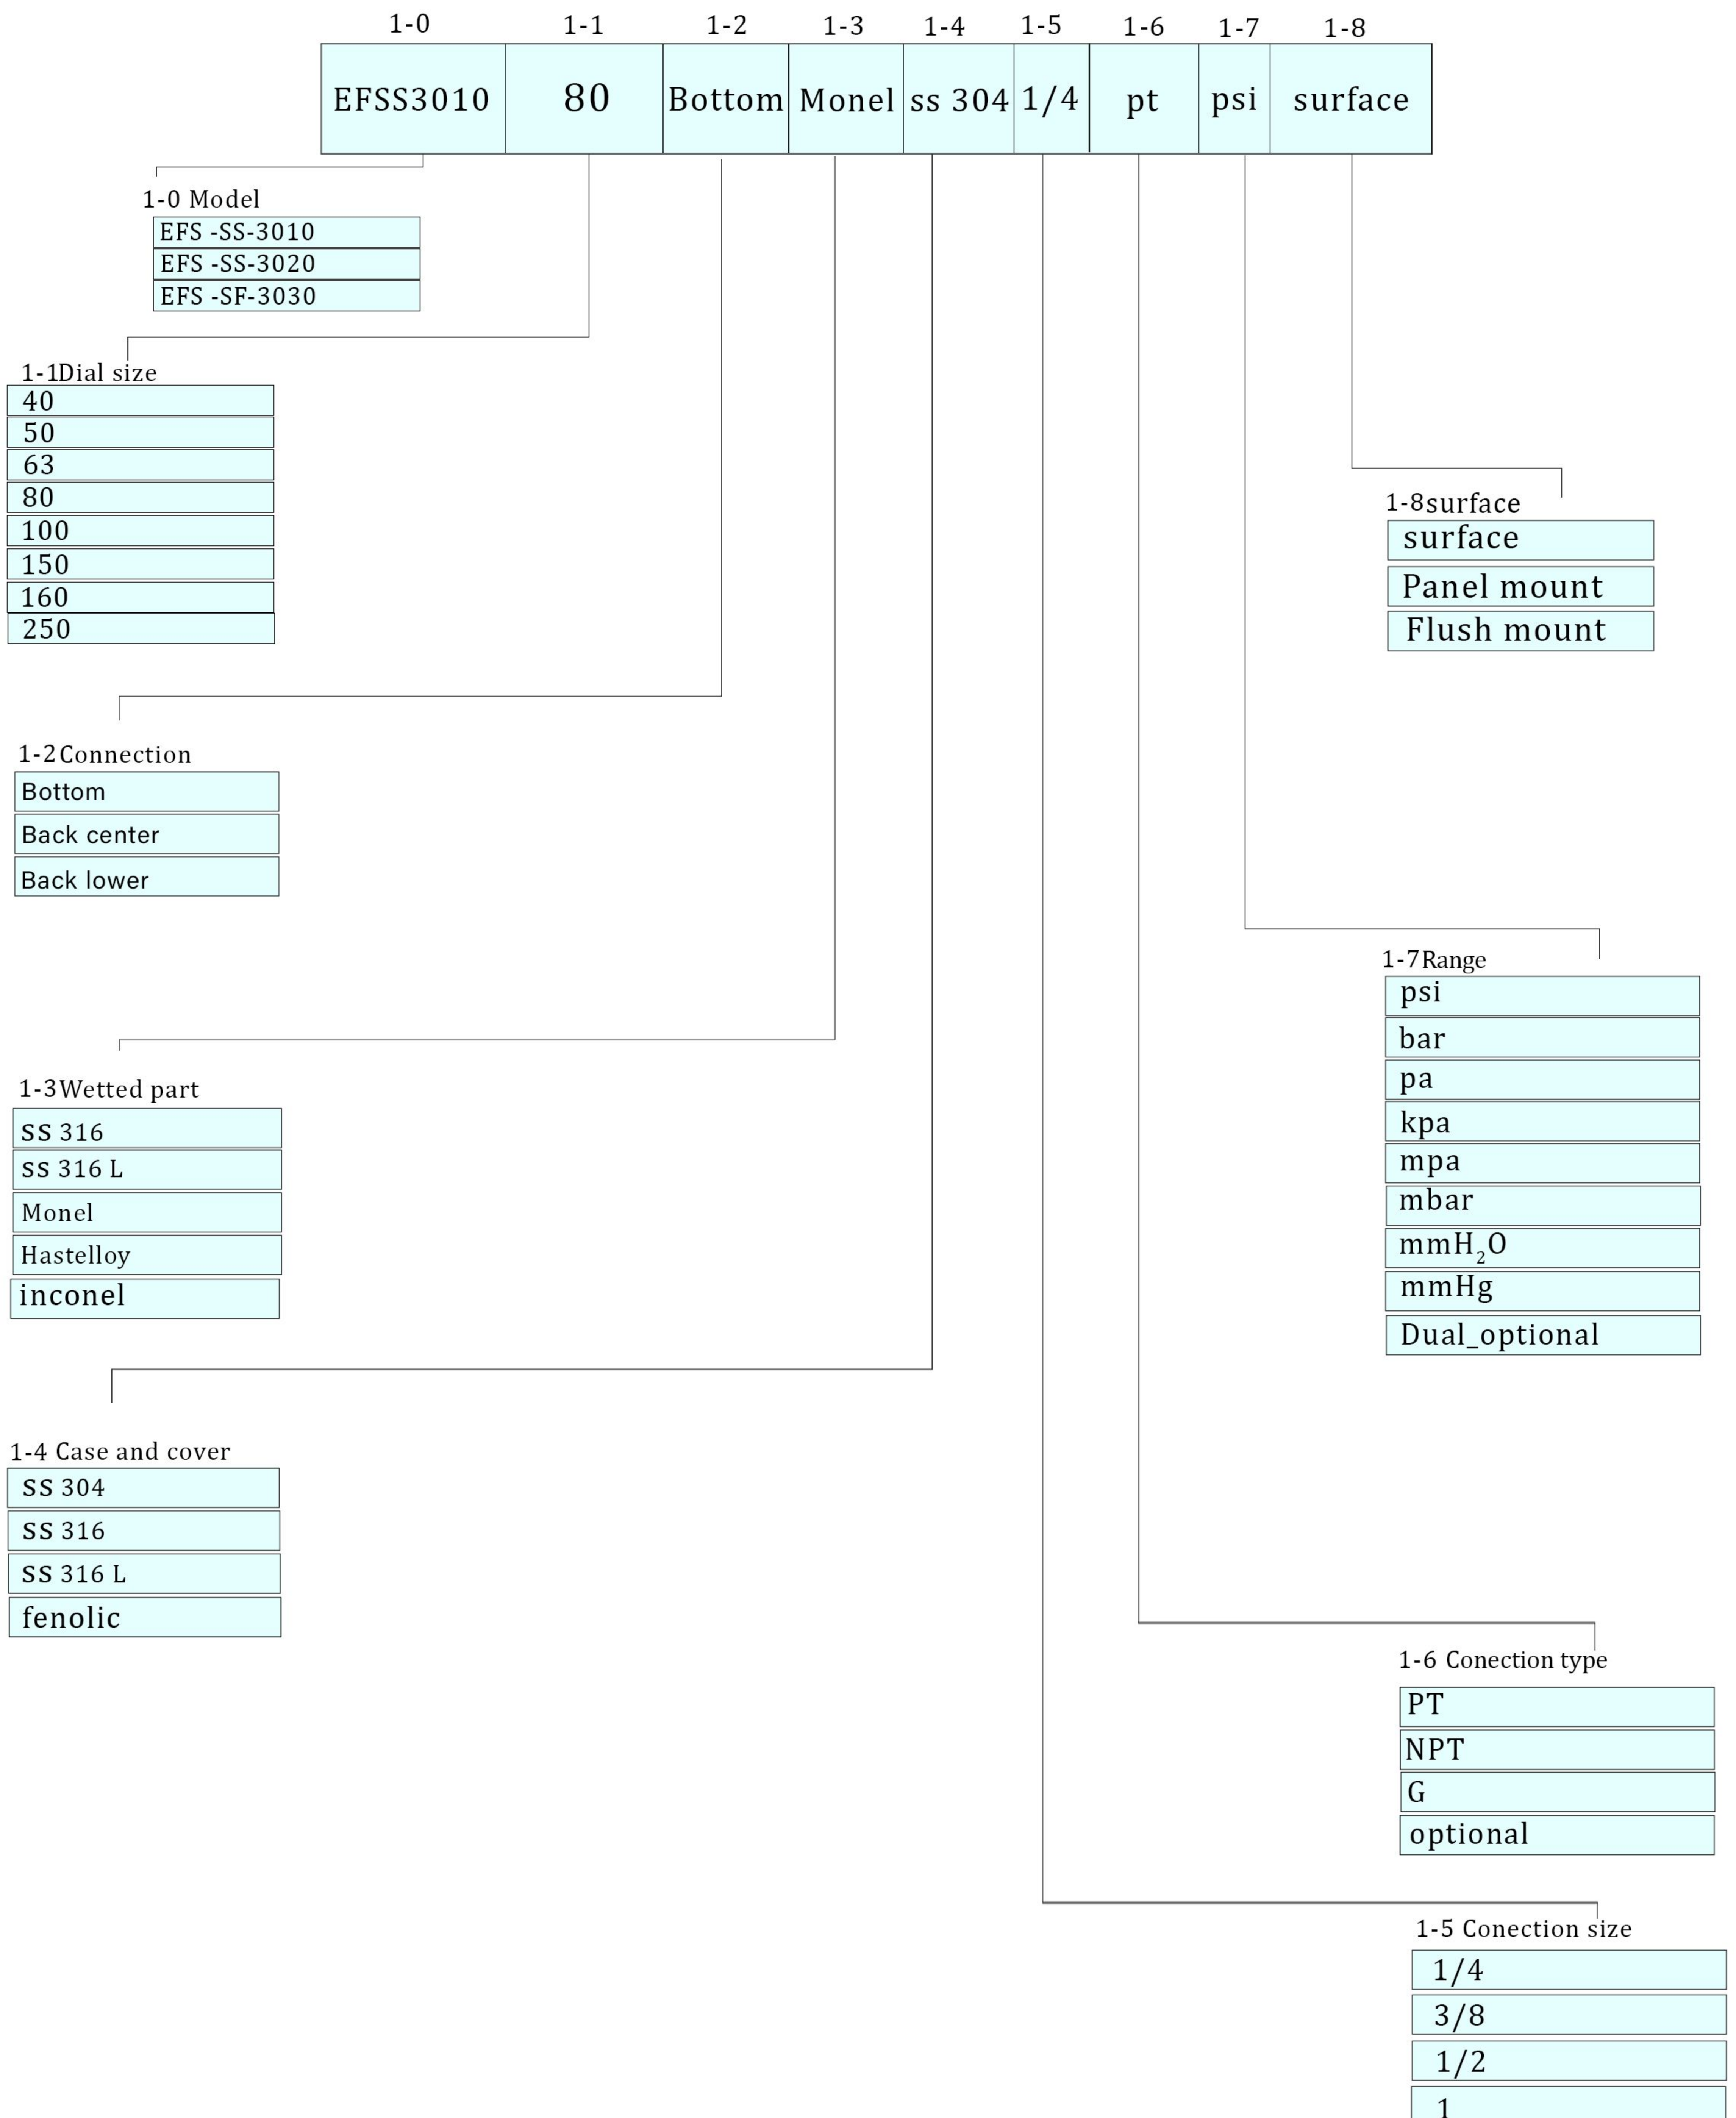 1-0 1-1 1-2 1-3 1-4 1-5 1-6 1-7 1-8
EFSS3010 80 Bottom Monel ss 304 1/4 pt psi surface
1-0 Model
EFS -SS-3010
EFS -SS-3020
EFS -SF-3030
1-1Dial size
40
50
63
80
100
150
160
250
1-2Connection
Bottom
Back center
Back lower
1-3Wetted part
ss 316
ss 316 L
Monel
Hastelloy
inconel
1-4 Case and cover
ss 304
ss 316
ss 316 L
fenolic
1-8surface
surface
Panel mount
Flush mount
1-7Range
psi
bar
pa
kpa
mpa
mbar
mmH₂O
mmHg
Dual_optional
1-6 Conection type
PT
NPT
G
optional
1-5 Conection size
1/4
3/8
1/2
1